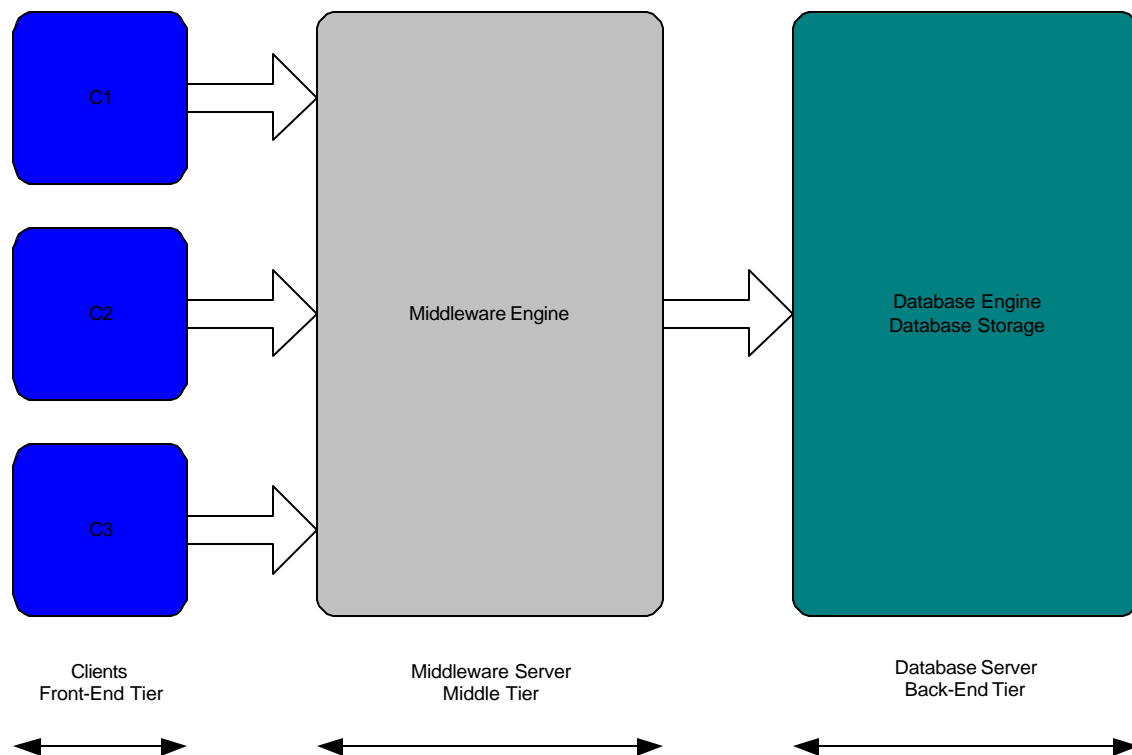 C1
C2
C3
Middleware Engine
Database Engine
Database Storage
Clients
Front-End Tier
Middleware Server
Middle Tier
Database Server
Back-End Tier